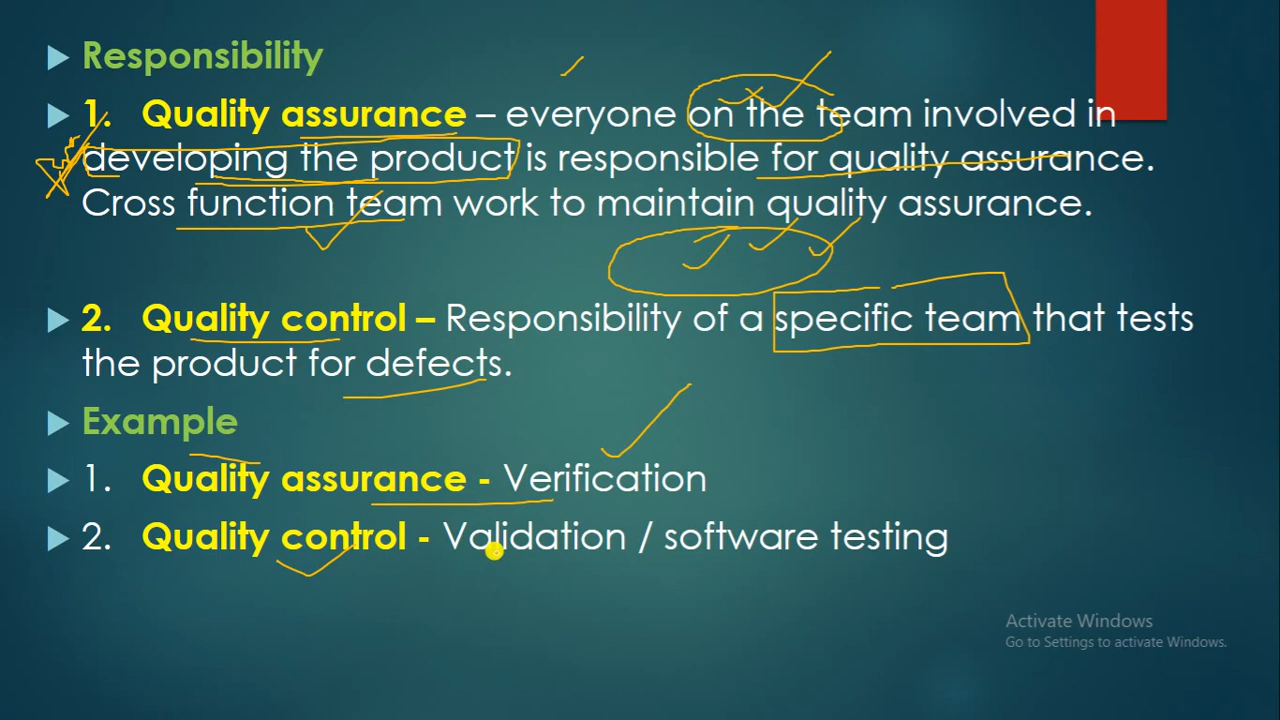 Responsibility
1. Quality assurance – everyone on the team involved in
developing the product is responsible for quality assurance.
Cross function team work to maintain quality assurance.
2. Quality control – Responsibility of a specific team that tests
the product for defects.
Example
1. Quality assurance - Verification
2. Quality control - Validation / software testing
Activate Windows
Go to Settings to activate Windows.